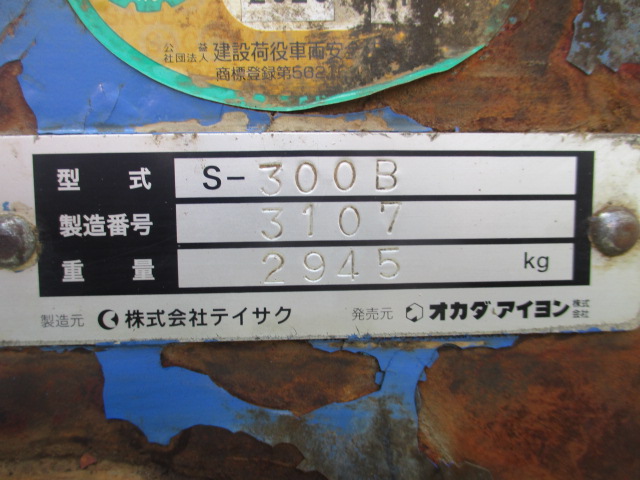 公益
社団法人 建設荷役車両安
商標登録第502
型式 S-300B
製造番号 3107
重量 2945 kg
製造元 株式会社テイサク 発売元 オカダアイヨン株式会社